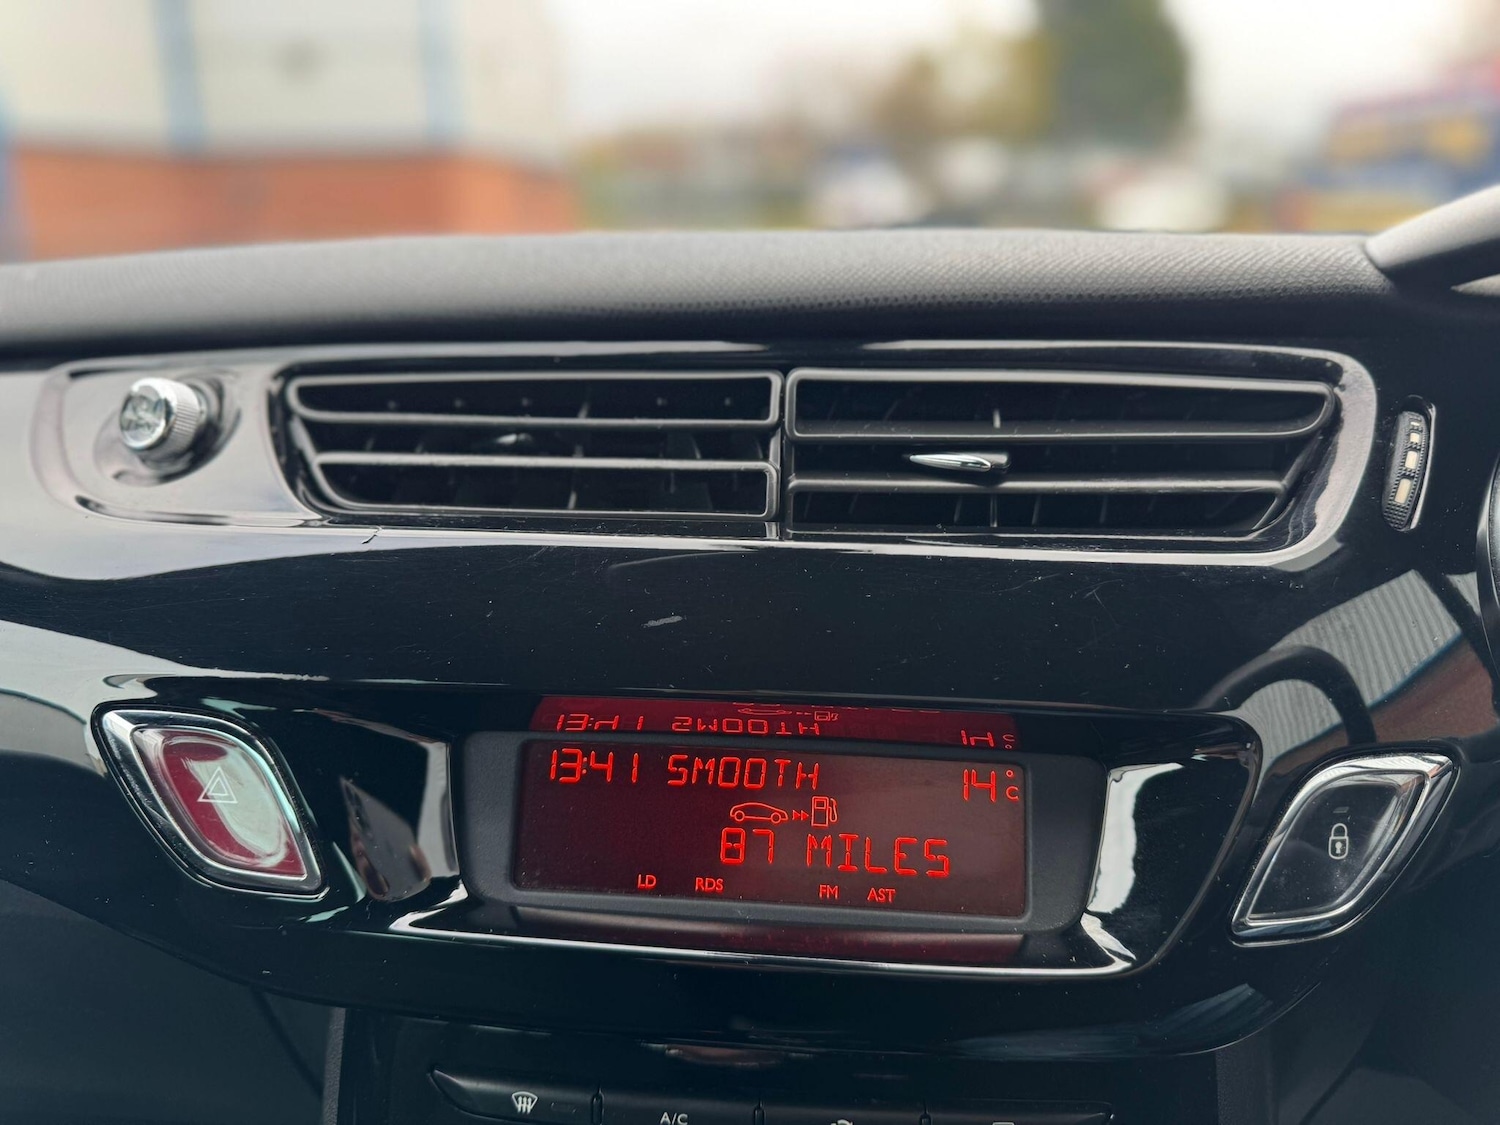 13:41 SMOOTH 14°C
87 MILES
LD RDS FM AST
A/C